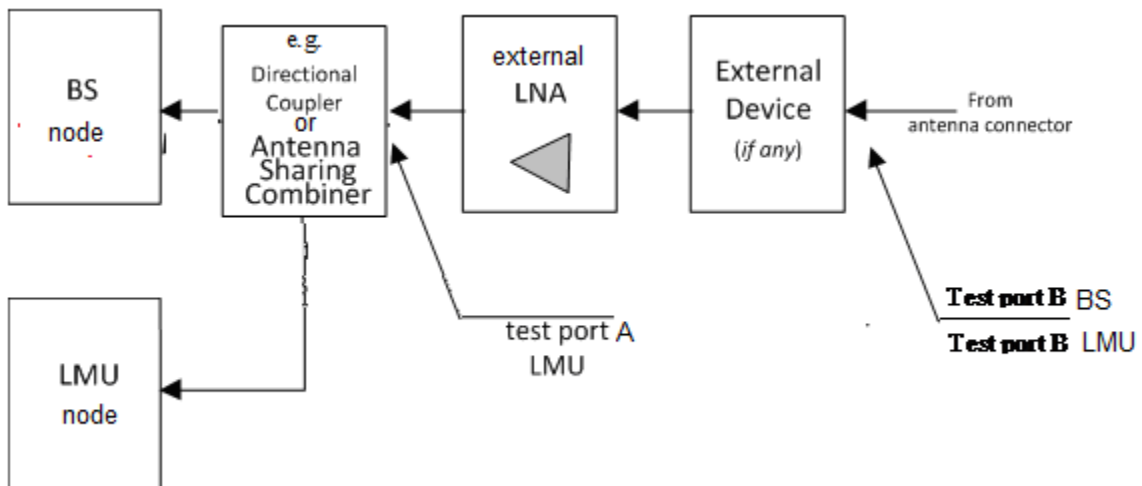 BS
node
e.g.
Directional
Coupler
or
Antenna
Sharing
Combiner
external
LNA
External
Device
(if any)
From
antenna connector
Test port B BS
Test port B LMU
test port A
LMU
LMU
node